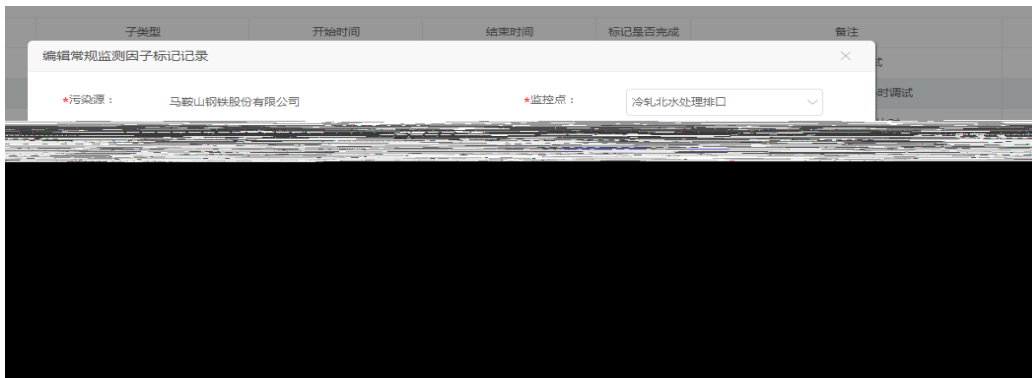 子类型 开始时间 结束时间 标记是否完成 备注
编辑常规监测因子标记记录
试
*污染源： 马鞍山钢铁股份有限公司 *监控点： 冷轧北水处理排口
时调试